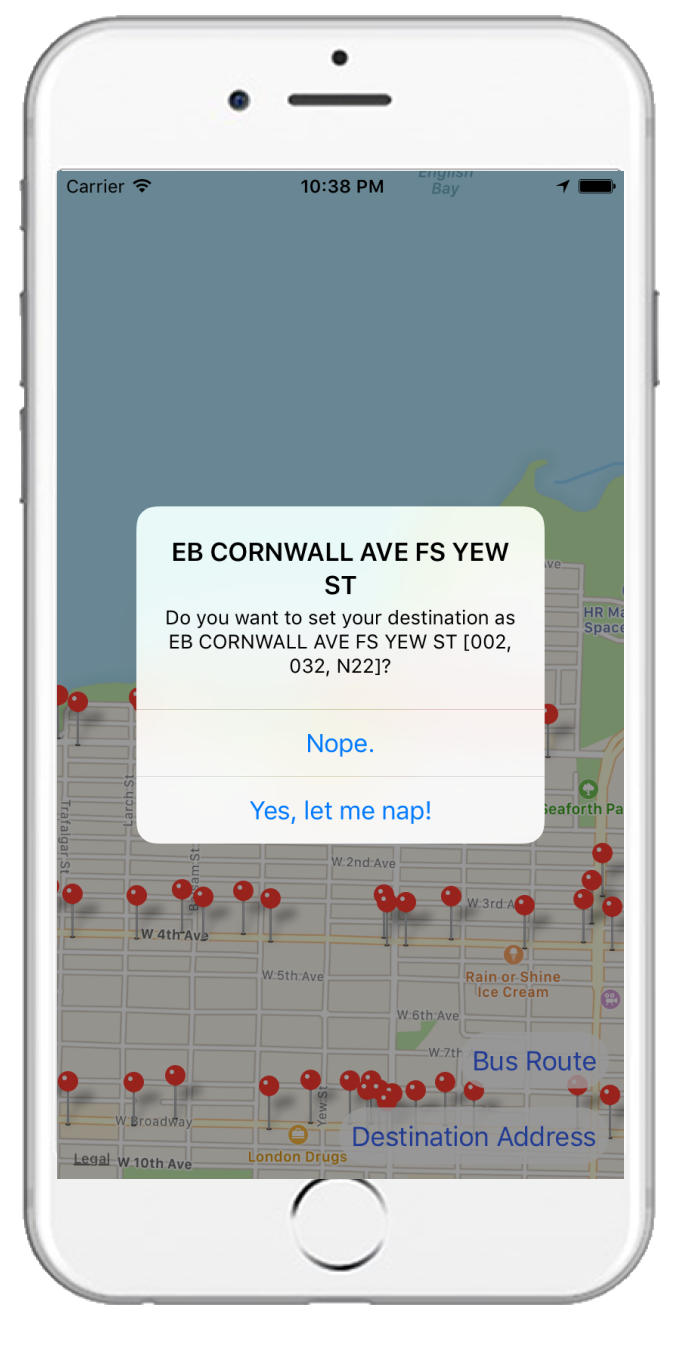 Carrier
10:38 PM
English
Bay
EB CORNWALL AVE FS YEW
ST
Do you want to set your destination as
EB CORNWALL AVE FS YEW ST [002,
032, N22]?
Nope.
Yes, let me nap!
Ave
HR Ma
Space
Larch St
Trafalgar St
Seaforth Pa
W 2nd Ave
W 3rd A
W 4th Ave
Rain or Shine
Ice Cream
W 5th Ave
W 6th Ave
W 7th
Bus Route
Yew St
W Broadway
Destination Address
London Drugs
Legal
W 10th Ave